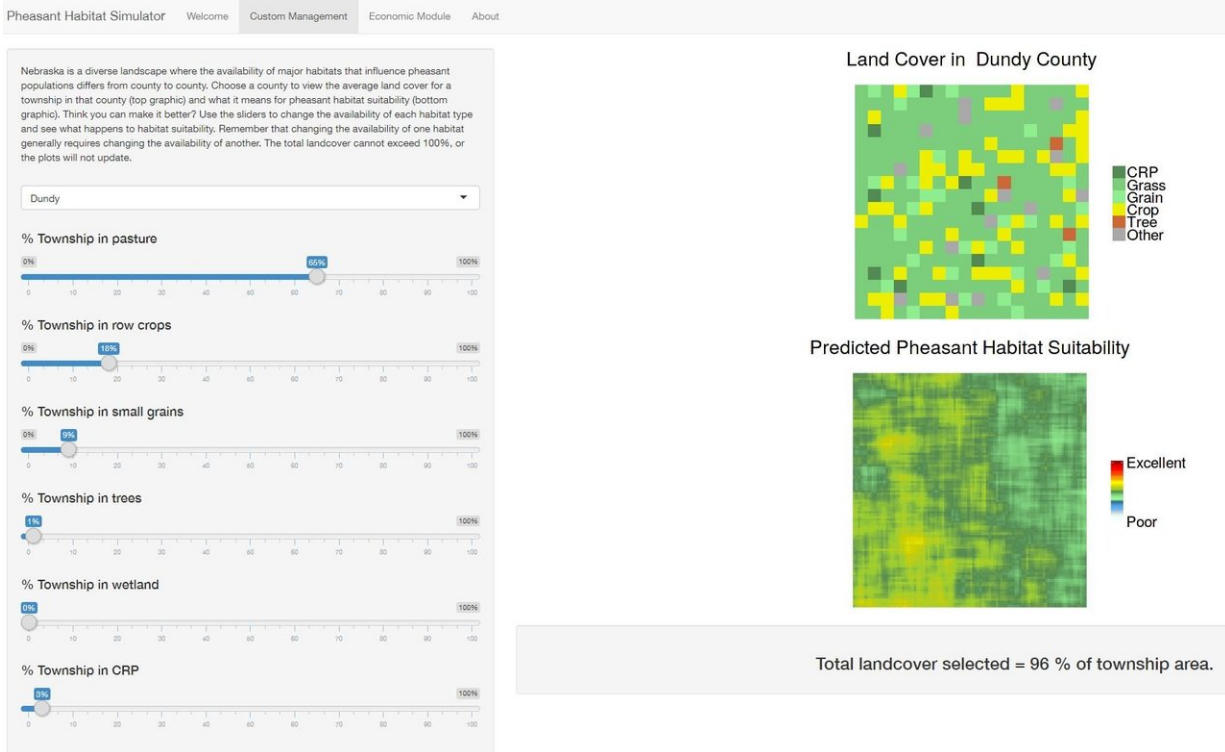 Pheasant Habitat Simulator Welcome Custom Management Economic Module About
Nebraska is a diverse landscape where the availability of major habitats that influence pheasant
populations differs from county to county. Choose a county to view the average land cover for a
township in that county (top graphic) and what it means for pheasant habitat suitability (bottom
graphic). Think you can make it better? Use the sliders to change the availability of each habitat type
and see what happens to habitat suitability. Remember that changing the availability of one habitat
generally requires changing the availability of another. The total landcover cannot exceed 100%, or
the plots will not update.
Dundy
% Township in pasture
0% 65% 100%
0 10 20 30 40 50 60 70 80 90 100
% Township in row crops
0% 18% 100%
0 10 20 30 40 50 60 70 80 90 100
% Township in small grains
0% 9% 100%
0 10 20 30 40 50 60 70 80 90 100
% Township in trees
1% 100%
0 10 20 30 40 50 60 70 80 90 100
% Township in wetland
0% 100%
0 10 20 30 40 50 60 70 80 90 100
% Township in CRP
3% 100%
0 10 20 30 40 50 60 70 80 90 100
Land Cover in Dundy County
CRP
Grass
Grain
Crop
Tree
Other
Predicted Pheasant Habitat Suitability
Excellent
Poor
Total landcover selected = 96 % of township area.